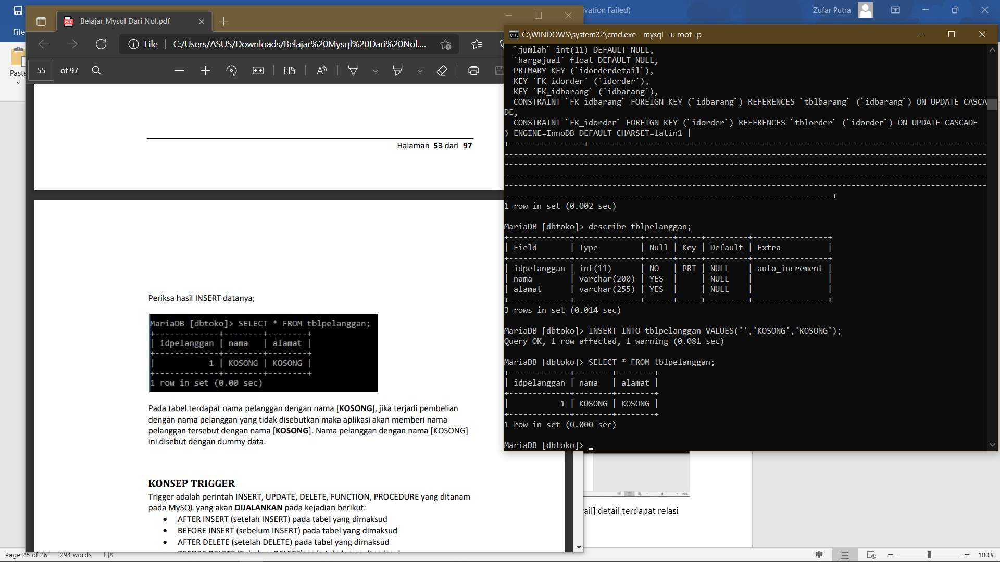 ivation Failed)
Zufar Putra
File
Paste
Belajar Mysql Dari Nol.pdf
File
C:/Users/ASUS/Downloads/Belajar%20Mysql%20Dari%20Nol....
55
of 97
Halaman 53 dari 97
Periksa hasil INSERT datanya;
MariaDB [dbtoko]> SELECT * FROM tblpelanggan;
+-------------+--------+--------+
| idpelanggan | nama   | alamat |
+-------------+--------+--------+
|           1 | KOSONG | KOSONG |
+-------------+--------+--------+
1 row in set (0.00 sec)
Pada tabel terdapat nama pelanggan dengan nama [KOSONG], jika terjadi pembelian
dengan nama pelanggan yang tidak disebutkan maka aplikasi akan memberi nama
pelanggan tersebut dengan nama [KOSONG]. Nama pelanggan dengan nama [KOSONG]
ini disebut dengan dummy data.
KONSEP TRIGGER
Trigger adalah perintah INSERT, UPDATE, DELETE, FUNCTION, PROCEDURE yang ditanam
pada MySQL yang akan DIJALANKAN pada kejadian berikut:
• AFTER INSERT (setelah INSERT) pada tabel yang dimaksud
• BEFORE INSERT (sebelum INSERT) pada tabel yang dimaksud
• AFTER DELETE (setelah DELETE) pada tabel yang dimaksud
C:\WINDOWS\system32\cmd.exe - mysql -u root -p
`jumlah` int(11) DEFAULT NULL,
`hargajual` float DEFAULT NULL,
PRIMARY KEY (`idorderdetail`),
KEY `FK_idorder` (`idorder`),
KEY `FK_idbarang` (`idbarang`),
CONSTRAINT `FK_idbarang` FOREIGN KEY (`idbarang`) REFERENCES `tblbarang` (`idbarang`) ON UPDATE CASCA
DE,
CONSTRAINT `FK_idorder` FOREIGN KEY (`idorder`) REFERENCES `tblorder` (`idorder`) ON UPDATE CASCADE
) ENGINE=InnoDB DEFAULT CHARSET=latin1 |
1 row in set (0.002 sec)
MariaDB [dbtoko]> describe tblpelanggan;
+-------------+--------------+------+-----+---------+----------------+
| Field       | Type         | Null | Key | Default | Extra          |
+-------------+--------------+------+-----+---------+----------------+
| idpelanggan | int(11)      | NO   | PRI | NULL    | auto_increment |
| nama        | varchar(200) | YES  |     | NULL    |                |
| alamat      | varchar(255) | YES  |     | NULL    |                |
+-------------+--------------+------+-----+---------+----------------+
3 rows in set (0.014 sec)
MariaDB [dbtoko]> INSERT INTO tblpelanggan VALUES('','KOSONG','KOSONG');
Query OK, 1 row affected, 1 warning (0.081 sec)
MariaDB [dbtoko]> SELECT * FROM tblpelanggan;
+-------------+--------+--------+
| idpelanggan | nama   | alamat |
+-------------+--------+--------+
|           1 | KOSONG | KOSONG |
+-------------+--------+--------+
1 row in set (0.000 sec)
MariaDB [dbtoko]>
ail] detail terdapat relasi
Page 26 of 26
294 words
100%